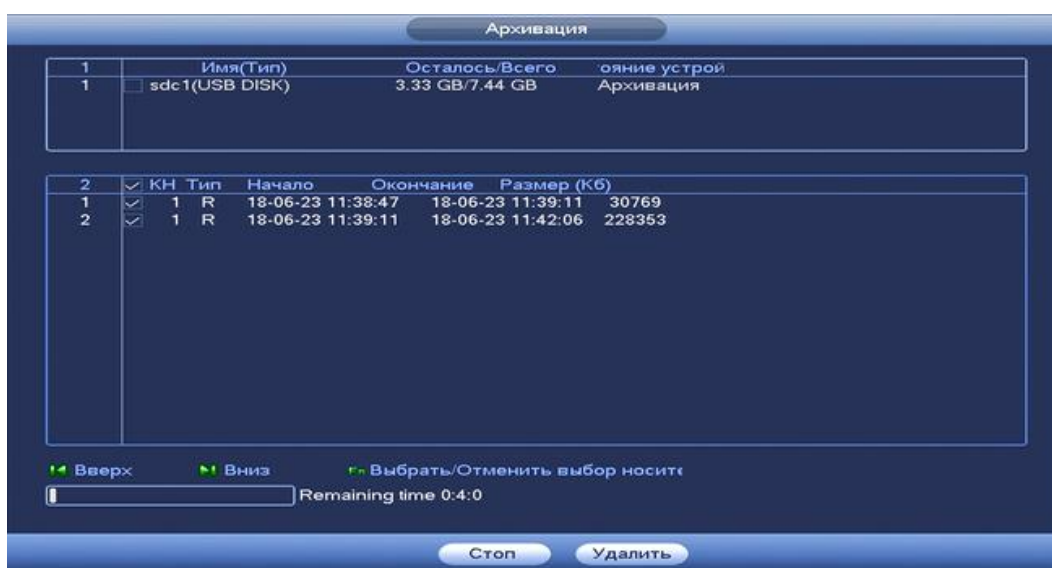 Архивация
1 Имя(Тип) Осталось/Всего ояние устрой
1 sdc1(USB DISK) 3.33 GB/7.44 GB Архивация
2 КН Тип Начало Окончание Размер (Кб)
1 1 R 18-06-23 11:38:47 18-06-23 11:39:11 30769
2 1 R 18-06-23 11:39:11 18-06-23 11:42:06 228353
Вверх Вниз Fn Выбрать/Отменить выбор носите
Remaining time 0:4:0
Стоп Удалить